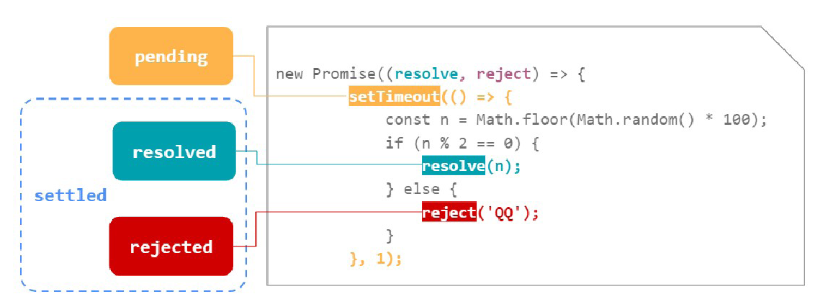 pending
resolved
settled
rejected
new Promise((resolve, reject) => {
setTimeout(() => {
const n = Math.floor(Math.random() * 100);
if (n % 2 == 0) {
resolve(n);
} else {
reject('QQ');
}
}, 1);